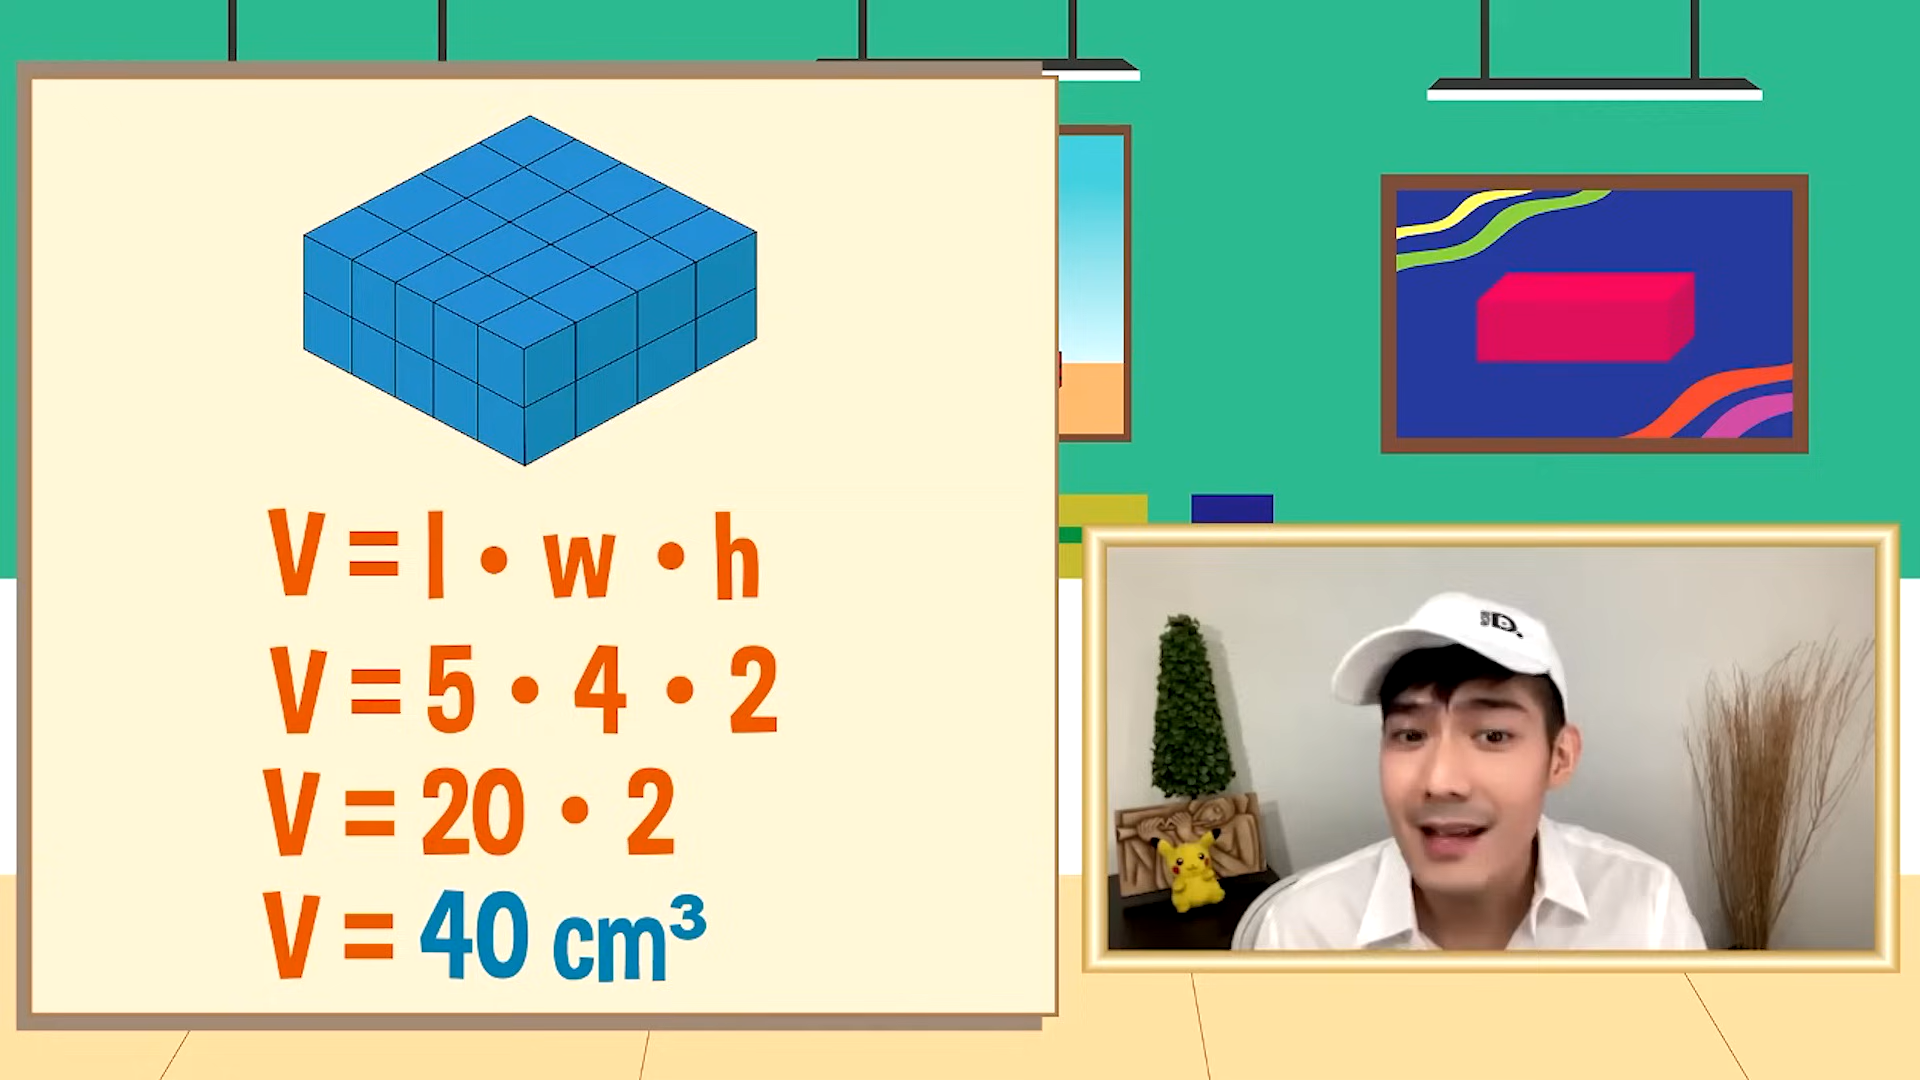 V = l • w • h
V = 5 • 4 • 2
V = 20 • 2
V = 40 cm³
D.